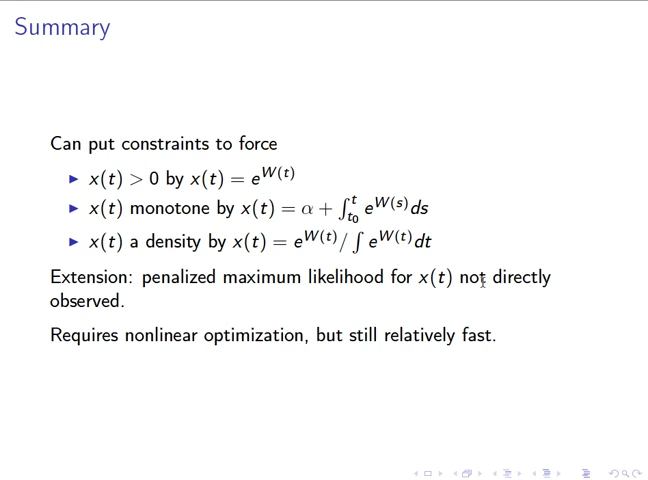 Summary
Can put constraints to force
▶ x(t) > 0 by x(t) = e^{W(t)}
▶ x(t) monotone by x(t) = α + ∫_{t_0}^{t} e^{W(s)}ds
▶ x(t) a density by x(t) = e^{W(t)}/ ∫ e^{W(t)}dt
Extension: penalized maximum likelihood for x(t) not directly
observed.
Requires nonlinear optimization, but still relatively fast.